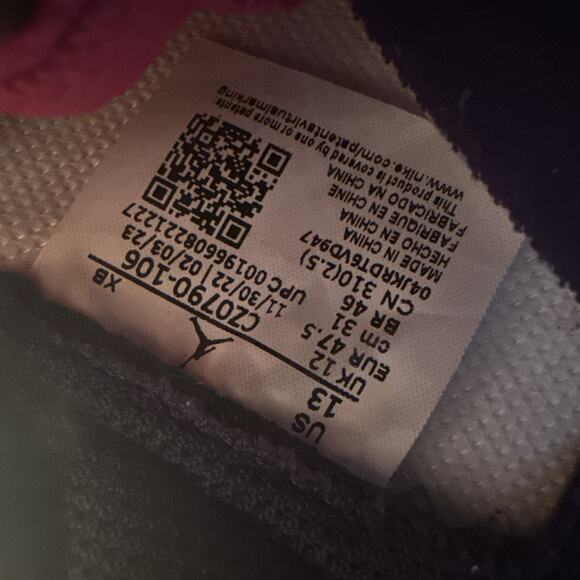 US
13
UK 12
EUR 47.5
cm 31
BR 46
CN 310(2.5)
04JKRDT6VD947
MADE IN CHINA
HECHO EN CHINA
FABRIQUE EN CHINE
FABRICADO NA CHINA
XB
CZ0790-106
11/30/22 | 02/03/23
UPC 00196608221227
This product is covered by one or more patents.
www.nike.com/patentsvirtualmarking